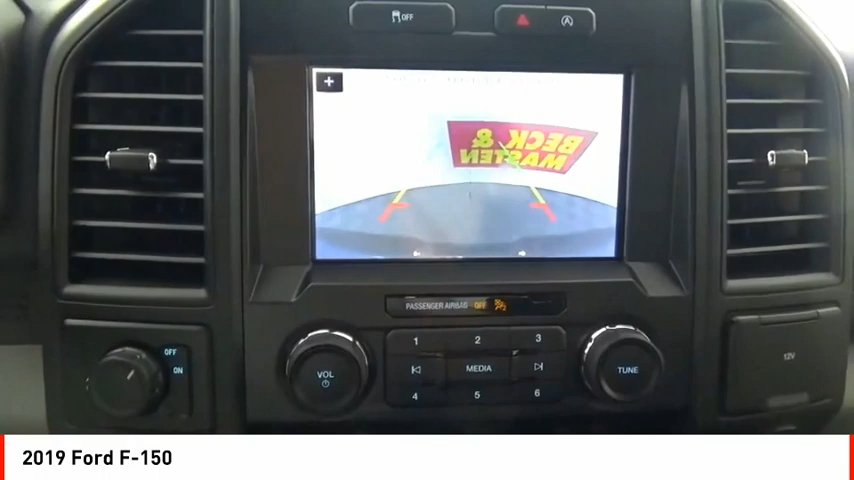 OFF
+
BECK &
MASTEN
PASSENGER AIRBAG OFF
OFF
ON
VOL
1 2 3
MEDIA
4 5 6
TUNE
12V
2019 Ford F-150